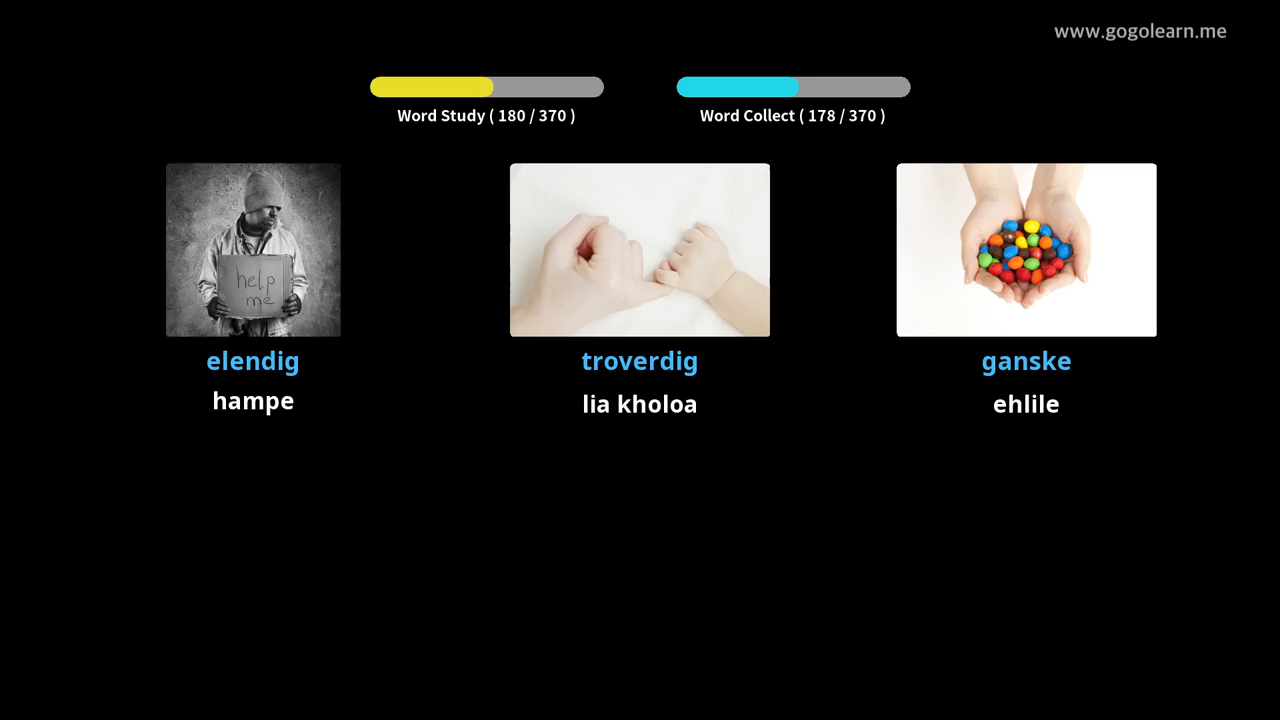 www.gogolearn.me
Word Study ( 180 / 370 )
Word Collect ( 178 / 370 )
help
me
elendig
troverdig
ganske
hampe
lia kholoa
ehlile